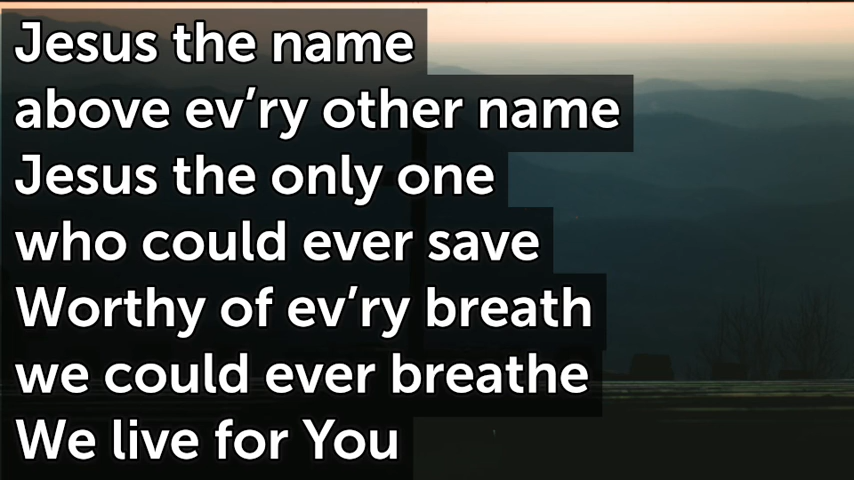 Jesus the name
above ev’ry other name
Jesus the only one
who could ever save
Worthy of ev’ry breath
we could ever breathe
We live for You